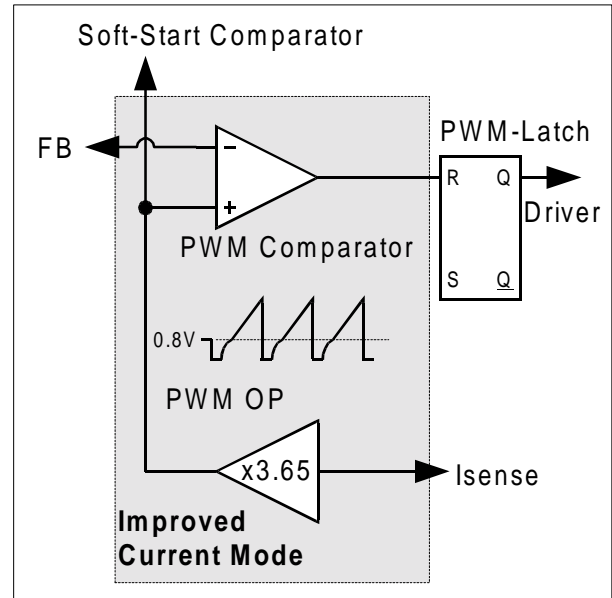 Soft-Start Comparator
FB
PWM-Latch
R Q
Driver
PWM Comparator
S Q
0.8V
PWM OP
x3.65
Isense
Improved
Current Mode